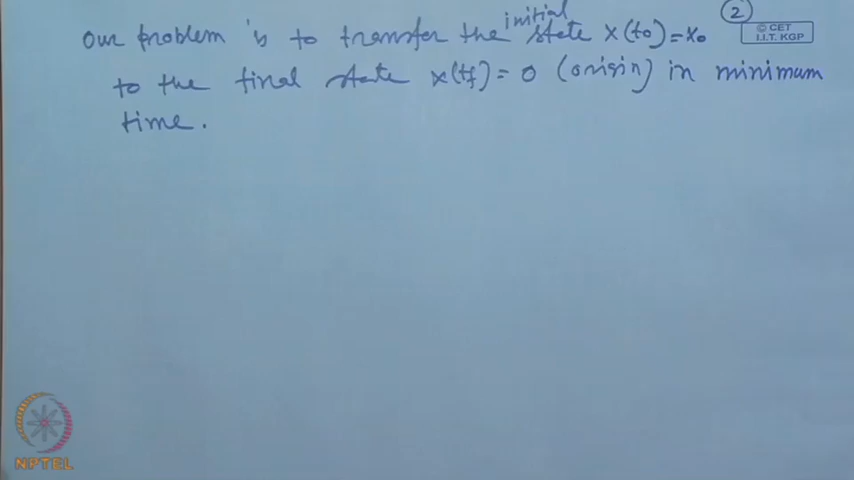 our problem is to transfer the initial state x(t0)=x0
to the final state x(tf)=0 (origin) in minimum
time.
2
© CET
I.I.T. KGP
NPTEL